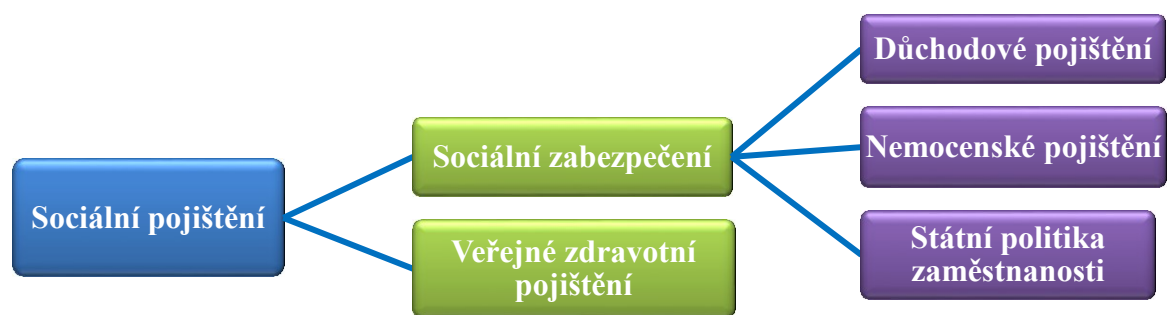 Sociální pojištění
Sociální zabezpečení
Veřejné zdravotní
pojištění
Důchodové pojištění
Nemocenské pojištění
Státní politika
zaměstnanosti